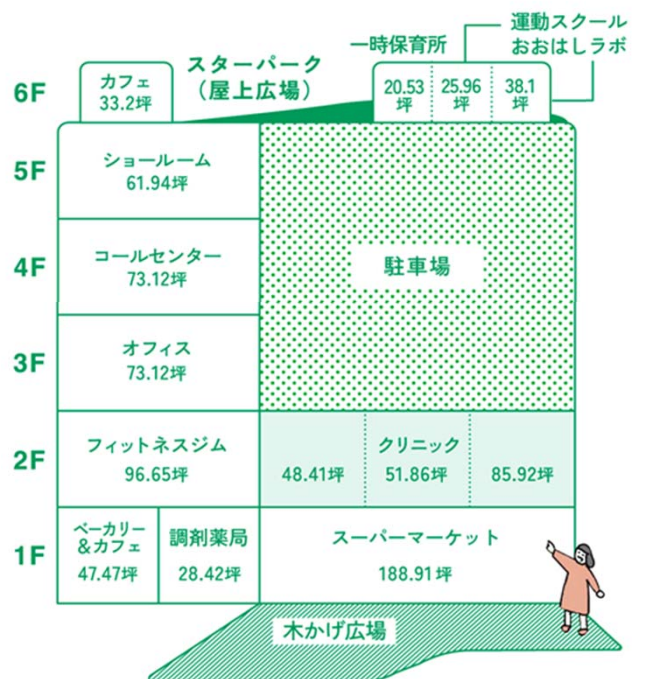 運動スクール
おおはしラボ
一時保育所
スターパーク
（屋上広場）
6F
カフェ
33.2坪
20.53
坪
25.96
坪
38.1
坪
5F
ショールーム
61.94坪
4F
コールセンター
73.12坪
駐車場
3F
オフィス
73.12坪
2F
フィットネスジム
96.65坪
48.41坪
クリニック
51.86坪
85.92坪
1F
ベーカリー
＆カフェ
47.47坪
調剤薬局
28.42坪
スーパーマーケット
188.91坪
木かげ広場